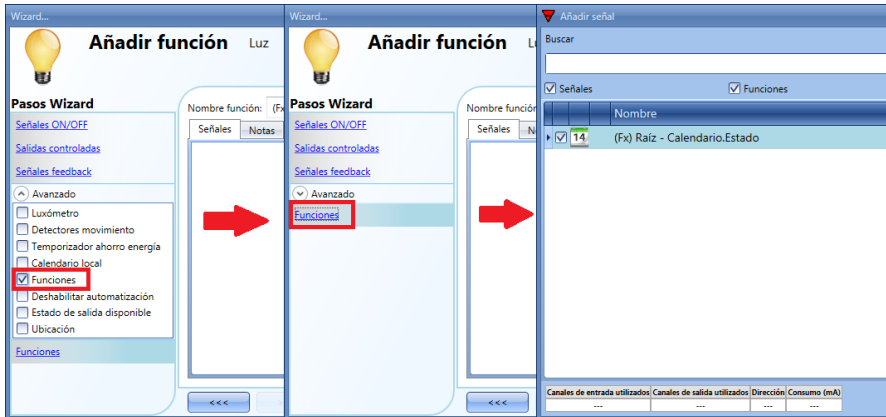 Wizard...
Añadir función Luz
Pasos Wizard
Señales ON/OFF
Salidas controladas
Señales feedback
Avanzado
Luxómetro
Detectores movimiento
Temporizador ahorro energía
Calendario local
Funciones
Deshabilitar automatización
Estado de salida disponible
Ubicación
Funciones
Nombre función: (Fx
Señales Notas
<<<
Wizard...
Añadir función L
Pasos Wizard
Señales ON/OFF
Salidas controladas
Señales feedback
Avanzado
Funciones
Nombre función
Señales N
<<<
Añadir señal
Buscar
Señales Funciones
Nombre
14 (Fx) Raíz - Calendario.Estado
Canales de entrada utilizados Canales de salida utilizados Dirección Consumo (mA)
--- --- --- ---